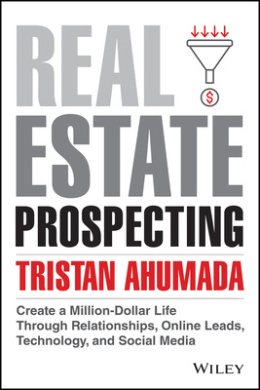 REAL
$
ESTATE
PROSPECTING
TRISTAN AHUMADA
Create a Million-Dollar Life
Through Relationships, Online Leads,
Technology, and Social Media
WILEY